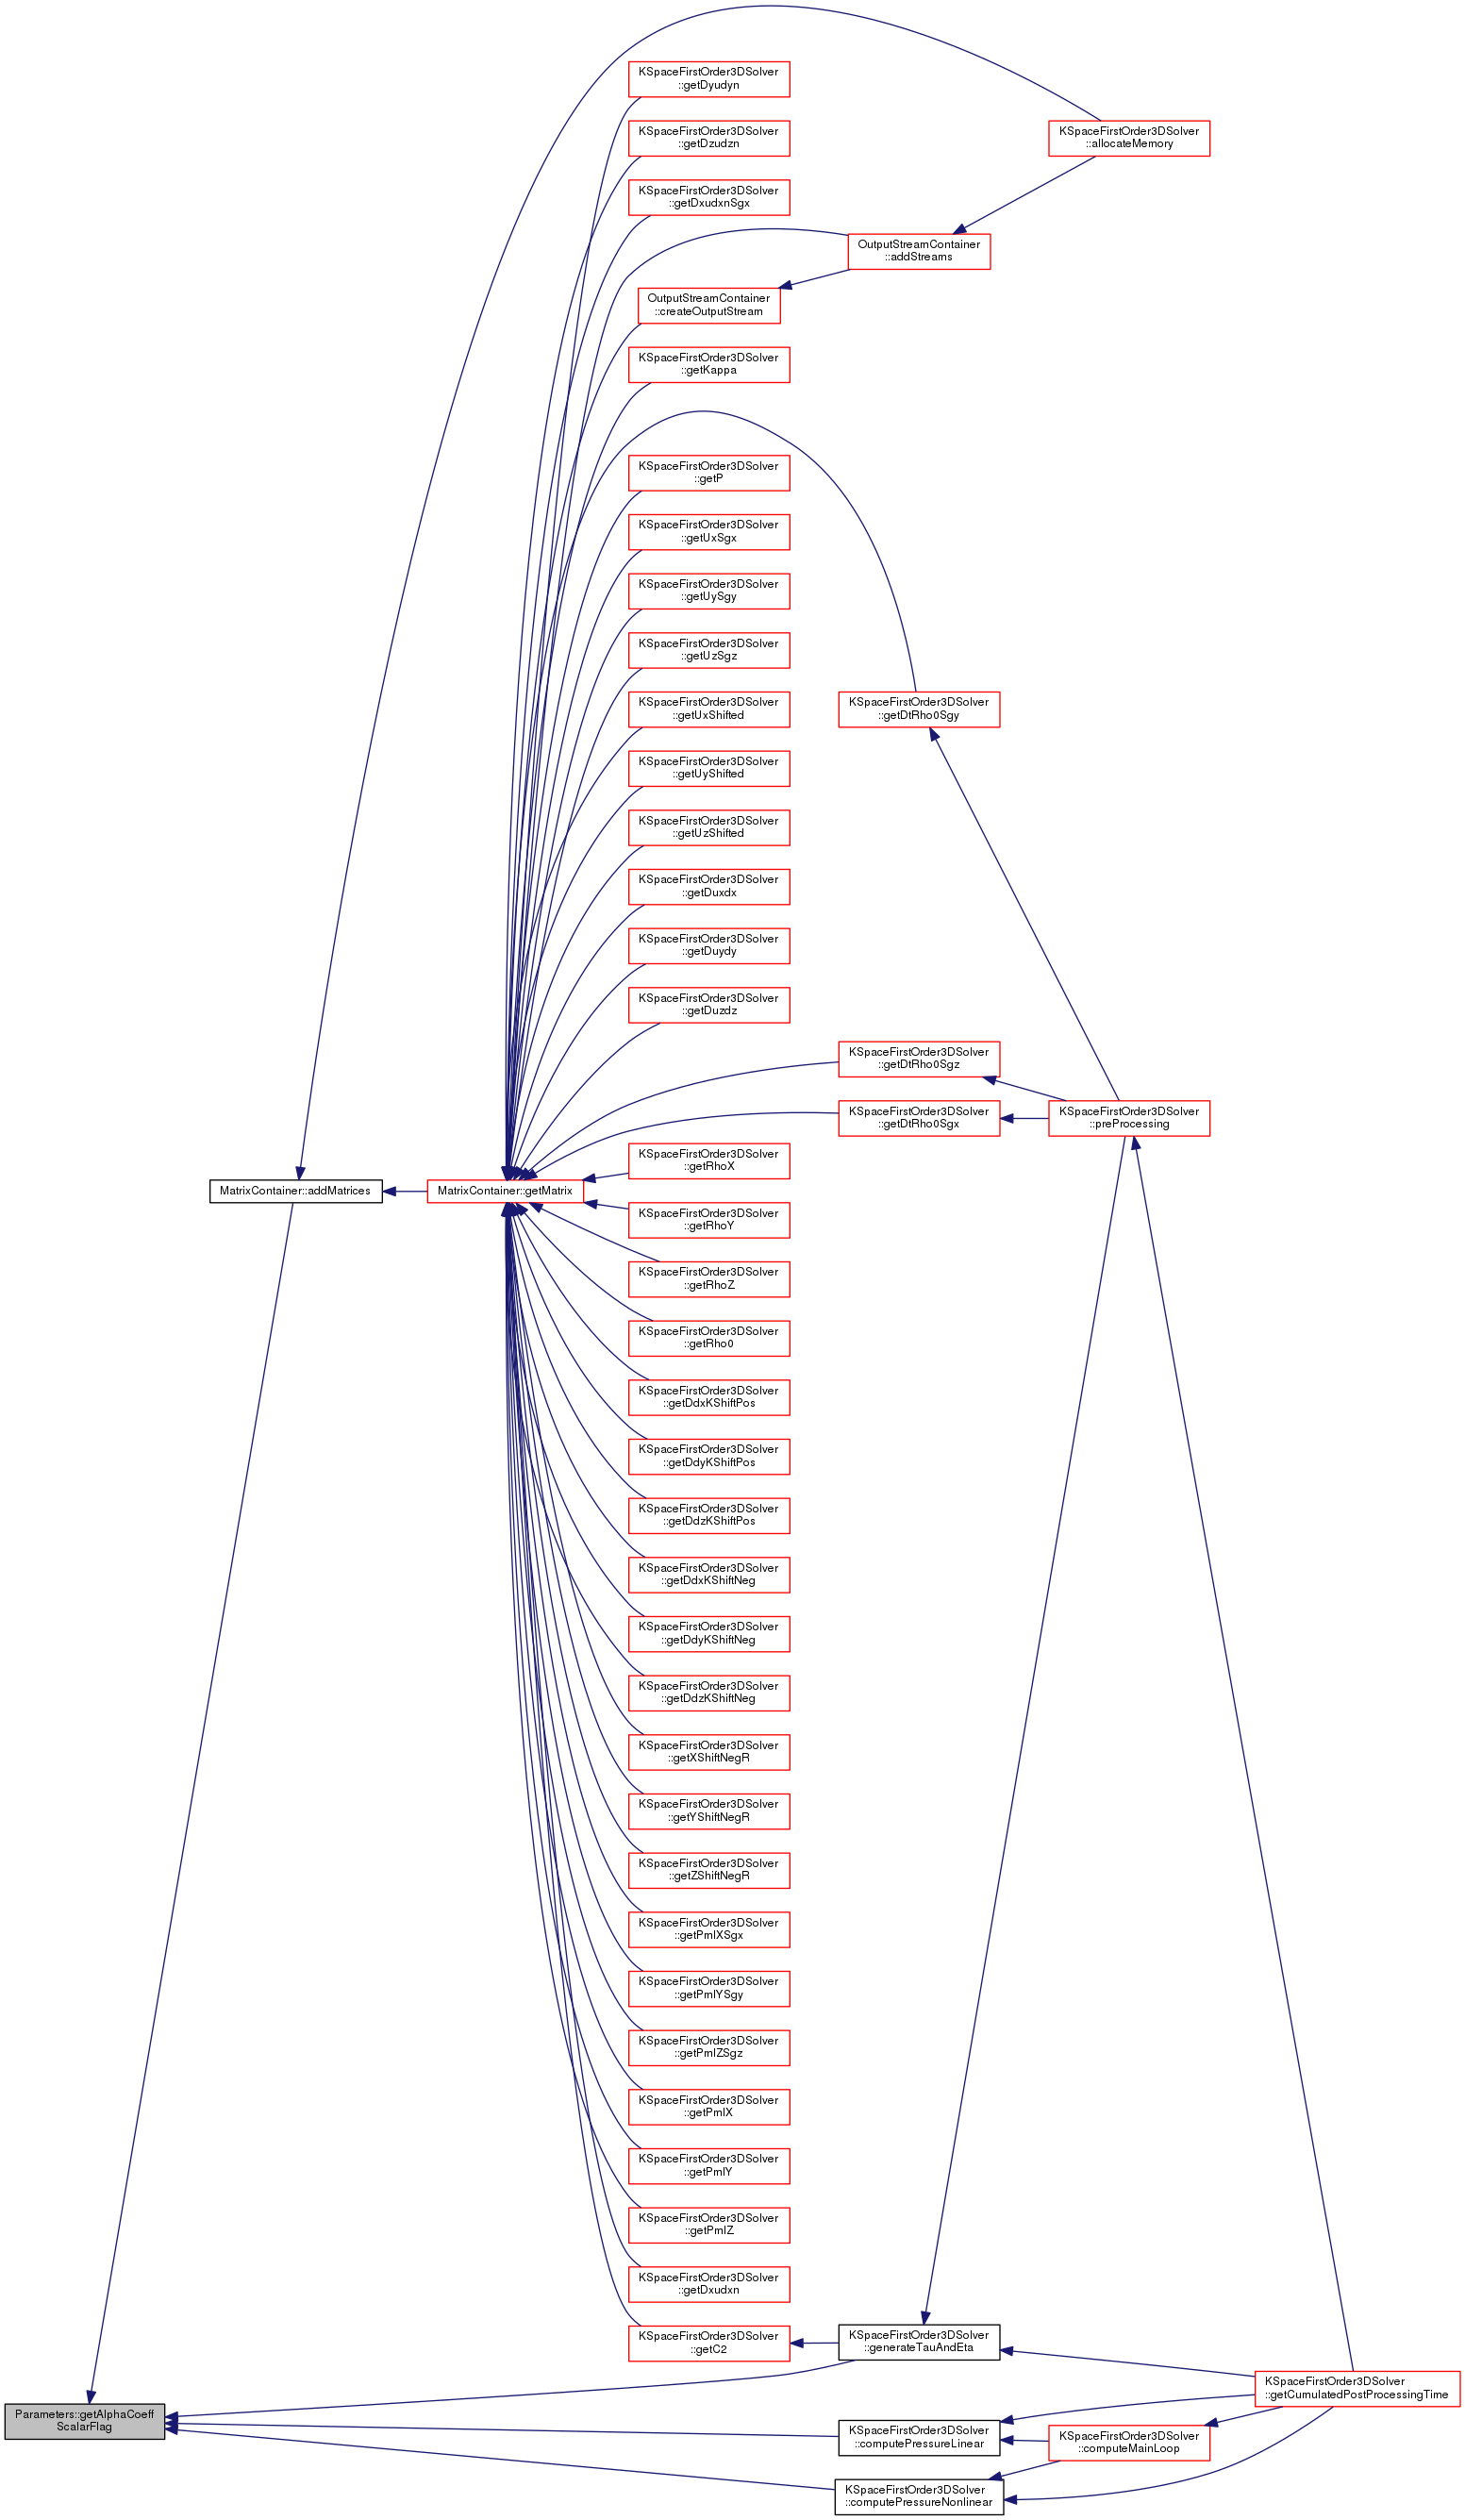 KSpaceFirstOrder3DSolver
::getDyudyn
KSpaceFirstOrder3DSolver
::getDzudzn
KSpaceFirstOrder3DSolver
::allocateMemory
KSpaceFirstOrder3DSolver
::getDxudxnSgx
OutputStreamContainer
::addStreams
OutputStreamContainer
::createOutputStream
KSpaceFirstOrder3DSolver
::getKappa
KSpaceFirstOrder3DSolver
::getP
KSpaceFirstOrder3DSolver
::getUxSgx
KSpaceFirstOrder3DSolver
::getUySgy
KSpaceFirstOrder3DSolver
::getUzSgz
KSpaceFirstOrder3DSolver
::getUxShifted
KSpaceFirstOrder3DSolver
::getDtRho0Sgy
KSpaceFirstOrder3DSolver
::getUyShifted
KSpaceFirstOrder3DSolver
::getUzShifted
KSpaceFirstOrder3DSolver
::getDuxdx
KSpaceFirstOrder3DSolver
::getDuydy
KSpaceFirstOrder3DSolver
::getDuzdz
KSpaceFirstOrder3DSolver
::getDtRho0Sgz
KSpaceFirstOrder3DSolver
::getDtRho0Sgx
KSpaceFirstOrder3DSolver
::preProcessing
KSpaceFirstOrder3DSolver
::getRhoX
MatrixContainer::addMatrices
MatrixContainer::getMatrix
KSpaceFirstOrder3DSolver
::getRhoY
KSpaceFirstOrder3DSolver
::getRhoZ
KSpaceFirstOrder3DSolver
::getRho0
KSpaceFirstOrder3DSolver
::getDdxKShiftPos
KSpaceFirstOrder3DSolver
::getDdyKShiftPos
KSpaceFirstOrder3DSolver
::getDdzKShiftPos
KSpaceFirstOrder3DSolver
::getDdxKShiftNeg
KSpaceFirstOrder3DSolver
::getDdyKShiftNeg
KSpaceFirstOrder3DSolver
::getDdzKShiftNeg
KSpaceFirstOrder3DSolver
::getXShiftNegR
KSpaceFirstOrder3DSolver
::getYShiftNegR
KSpaceFirstOrder3DSolver
::getZShiftNegR
KSpaceFirstOrder3DSolver
::getPmlXSgx
KSpaceFirstOrder3DSolver
::getPmlYSgy
KSpaceFirstOrder3DSolver
::getPmlZSgz
KSpaceFirstOrder3DSolver
::getPmlX
KSpaceFirstOrder3DSolver
::getPmlY
KSpaceFirstOrder3DSolver
::getPmlZ
KSpaceFirstOrder3DSolver
::getDxudxn
KSpaceFirstOrder3DSolver
::getC2
KSpaceFirstOrder3DSolver
::generateTauAndEta
KSpaceFirstOrder3DSolver
::getCumulatedPostProcessingTime
Parameters::getAlphaCoeff
ScalarFlag
KSpaceFirstOrder3DSolver
::computePressureLinear
KSpaceFirstOrder3DSolver
::computeMainLoop
KSpaceFirstOrder3DSolver
::computePressureNonlinear